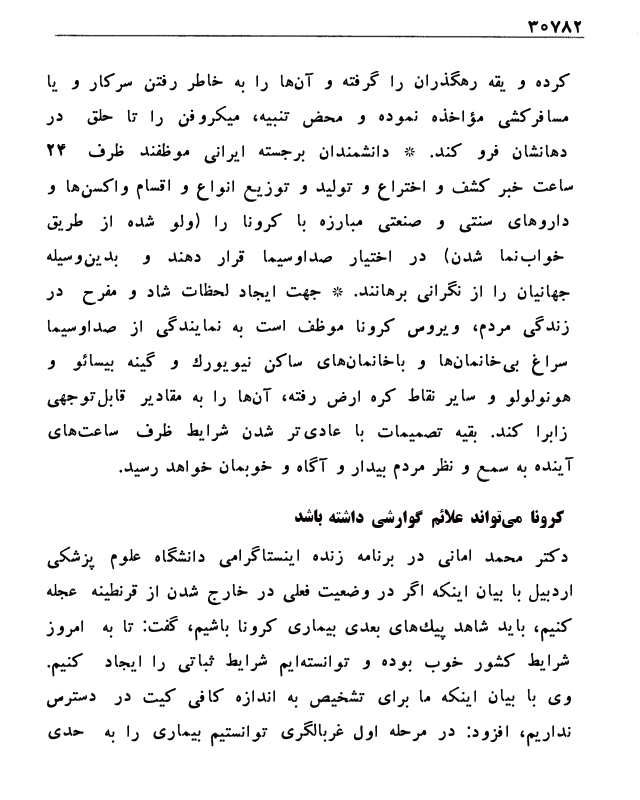 ۳۰۷۸۲
کرده و یقه رهگذران را گرفته و آن‌ها را به خاطر رفتن سرکار و یا
مسافرکشی مؤاخذه نموده و محض تنبیه، میکروفن را تا حلق در
دهانشان فرو کند. * دانشمندان برجسته ایرانی موظفند ظرف ۲۴
ساعت خبر کشف و اختراع و تولید و توزیع انواع و اقسام واکسن‌ها و
داروهای سنتی و صنعتی مبارزه با کرونا را (ولو شده از طریق
خواب‌نما شدن) در اختیار صداوسیما قرار دهند و بدین‌وسیله
جهانیان را از نگرانی برهانند. * جهت ایجاد لحظات شاد و مفرح در
زندگی مردم، ویروس کرونا موظف است به نمایندگی از صداوسیما
سراغ بی‌خانمان‌ها و باخانمان‌های ساکن نیویورك و گینه بیسائو و
هونولولو و سایر نقاط کره ارض رفته، آن‌ها را به مقادیر قابل‌توجهی
زابرا کند. بقیه تصمیمات با عادی‌تر شدن شرایط ظرف ساعت‌های
آینده به سمع و نظر مردم بیدار و آگاه و خوبمان خواهد رسید.
کرونا می‌تواند علائم گوارشی داشته باشد
دکتر محمد امانی در برنامه زنده اینستاگرامی دانشگاه علوم پزشکی
اردبیل با بیان اینکه اگر در وضعیت فعلی در خارج شدن از قرنطینه عجله
کنیم، باید شاهد پیك‌های بعدی بیماری کرونا باشیم، گفت: تا به امروز
شرایط کشور خوب بوده و توانسته‌ایم شرایط ثباتی را ایجاد کنیم.
وی با بیان اینکه ما برای تشخیص به اندازه کافی کیت در دسترس
نداریم، افزود: در مرحله اول غربالگری توانستیم بیماری را به حدی